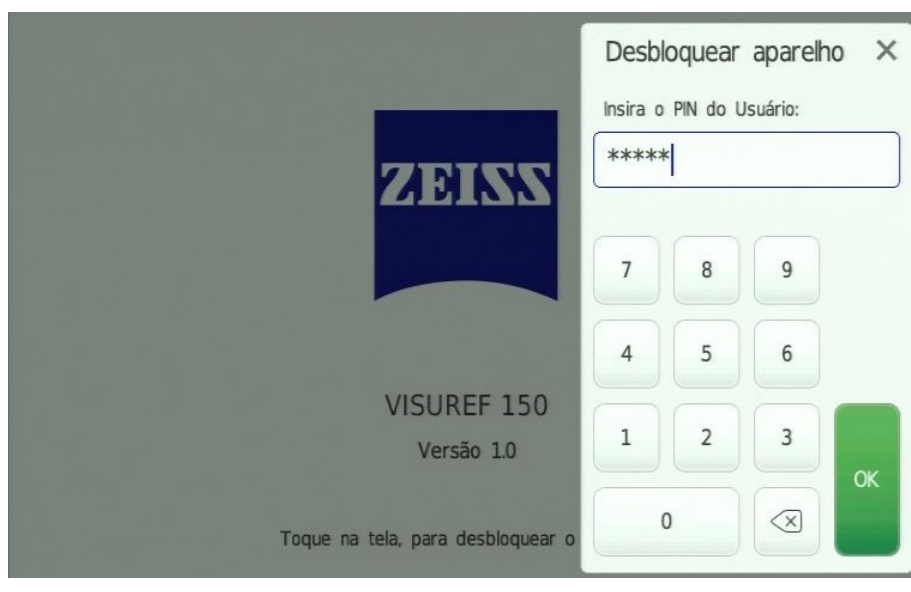 Desbloquear aparelho
Insira o PIN do Usuário:
*****
ZEISS
7 8 9
4 5 6
VISUREF 150
1 2 3
Versão 1.0
OK
0
Toque na tela, para desbloquear o